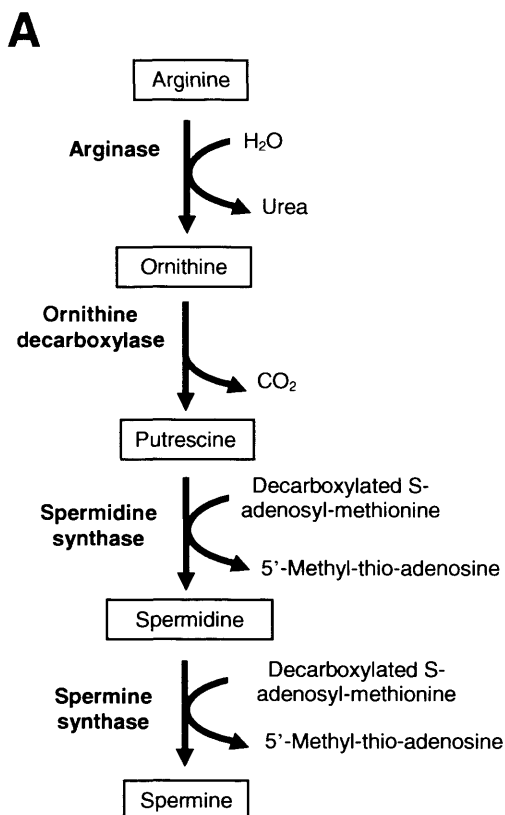 A
Arginine
Arginase
H₂O
Urea
Ornithine
Ornithine
decarboxylase
CO₂
Putrescine
Spermidine
synthase
Decarboxylated S-
adenosyl-methionine
5'-Methyl-thio-adenosine
Spermidine
Spermine
synthase
Decarboxylated S-
adenosyl-methionine
5'-Methyl-thio-adenosine
Spermine